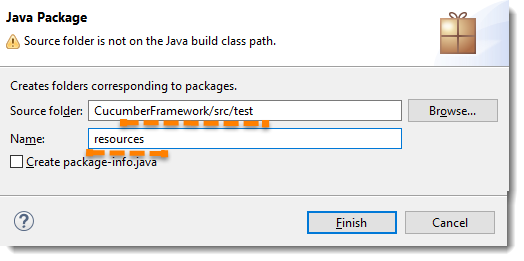 Java Package
Source folder is not on the Java build class path.
Creates folders corresponding to packages.
Source folder: CucumberFramework/src/test Browse...
Name: resources
Create package-info.java
? Finish Cancel